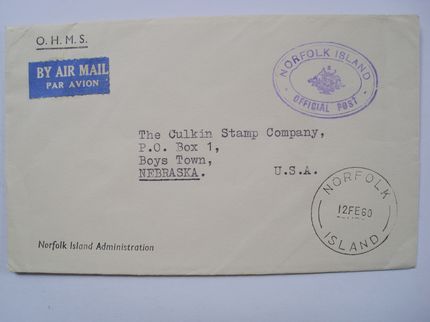 O.H.M.S.
BY AIR MAIL
PAR AVION
NORFOLK ISLAND
· OFFICIAL POST ·
The Culkin Stamp Company,
P.O. Box 1,
Boys Town,
NEBRASKA. U.S.A.
NORFOLK
12FE60
ISLAND
Norfolk Island Administration